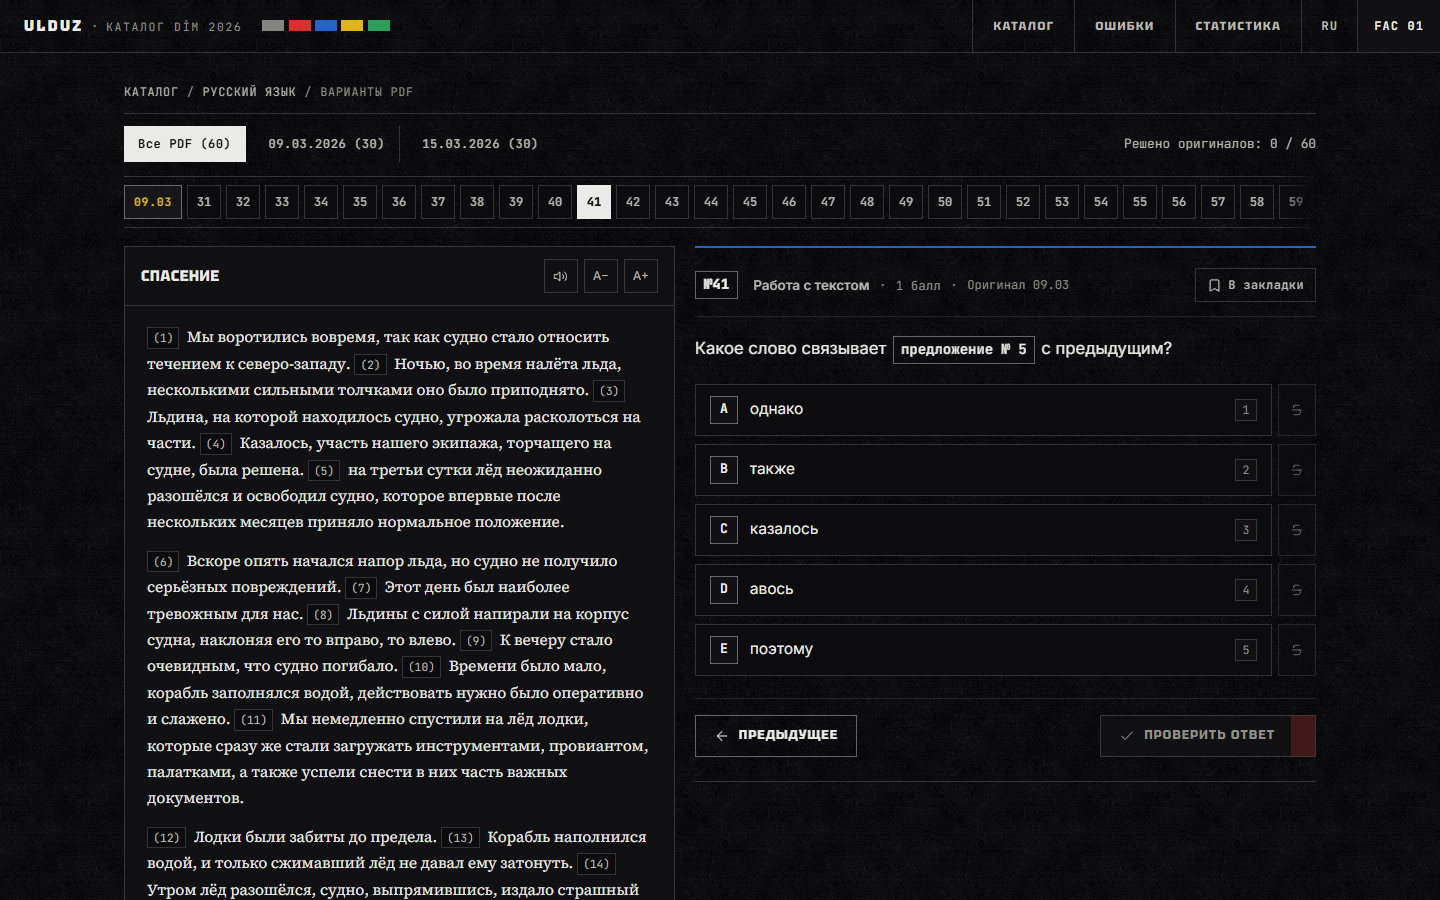 ULDUZ · КАТАЛОГ DİM 2026
КАТАЛОГ
ОШИБКИ
СТАТИСТИКА
RU
FAC 01
КАТАЛОГ / РУССКИЙ ЯЗЫК / ВАРИАНТЫ PDF
Все PDF (60)
09.03.2026 (30)
15.03.2026 (30)
Решено оригиналов: 0 / 60
09.03 31 32 33 34 35 36 37 38 39 40 41 42 43 44 45 46 47 48 49 50 51 52 53 54 55 56 57 58 59
СПАСЕНИЕ
A− A+
(1) Мы воротились вовремя, так как судно стало относить
течением к северо-западу. (2) Ночью, во время налёта льда,
несколькими сильными толчками оно было приподнято. (3)
Льдина, на которой находилось судно, угрожала расколоться на
части. (4) Казалось, участь нашего экипажа, торчащего на
судне, была решена. (5) на третьи сутки лёд неожиданно
разошёлся и освободил судно, которое впервые после
нескольких месяцев приняло нормальное положение.
(6) Вскоре опять начался напор льда, но судно не получило
серьёзных повреждений. (7) Этот день был наиболее
тревожным для нас. (8) Льдины с силой напирали на корпус
судна, наклоняя его то вправо, то влево. (9) К вечеру стало
очевидным, что судно погибало. (10) Времени было мало,
корабль заполнялся водой, действовать нужно было оперативно
и слажено. (11) Мы немедленно спустили на лёд лодки,
которые сразу же стали загружать инструментами, провиантом,
палатками, а также успели снести в них часть важных
документов.
(12) Лодки были забиты до предела. (13) Корабль наполнился
водой, и только сжимавший лёд не давал ему затонуть. (14)
Утром лёд разошёлся, судно, выпрямившись, издало страшный
№41 Работа с текстом · 1 балл · Оригинал 09.03
В закладки
Какое слово связывает предложение № 5 с предыдущим?
A однако 1
B также 2
C казалось 3
D авось 4
E поэтому 5
← ПРЕДЫДУЩЕЕ
ПРОВЕРИТЬ ОТВЕТ